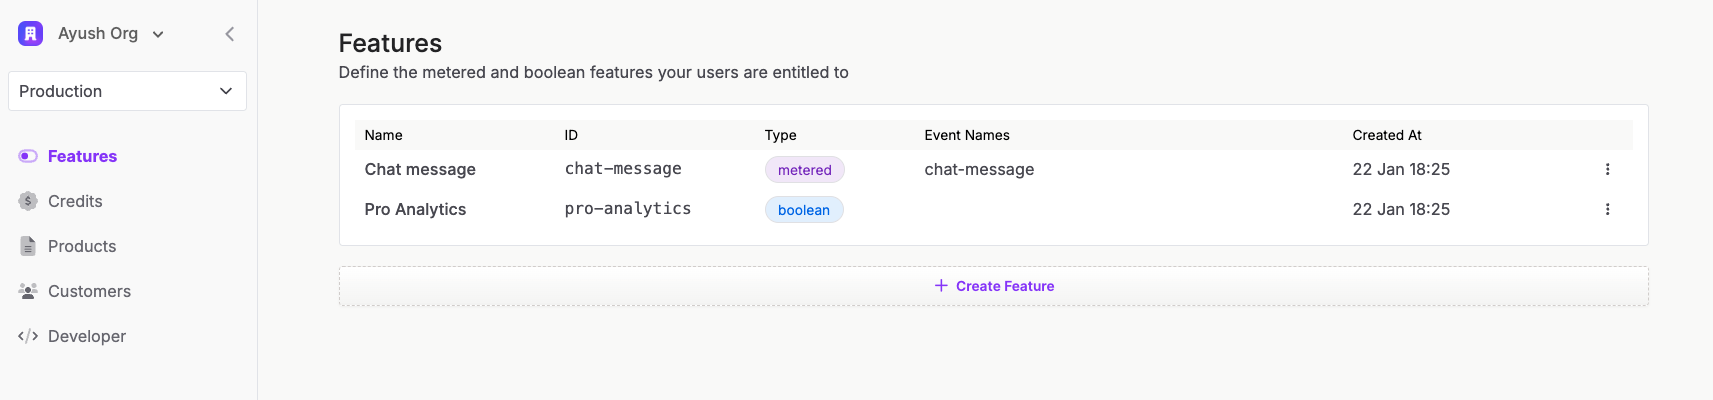 Ayush Org
Production
Features
Credits
Products
Customers
Developer
Features
Define the metered and boolean features your users are entitled to
Name ID Type Event Names Created At
Chat message chat-message metered chat-message 22 Jan 18:25
Pro Analytics pro-analytics boolean 22 Jan 18:25
+ Create Feature